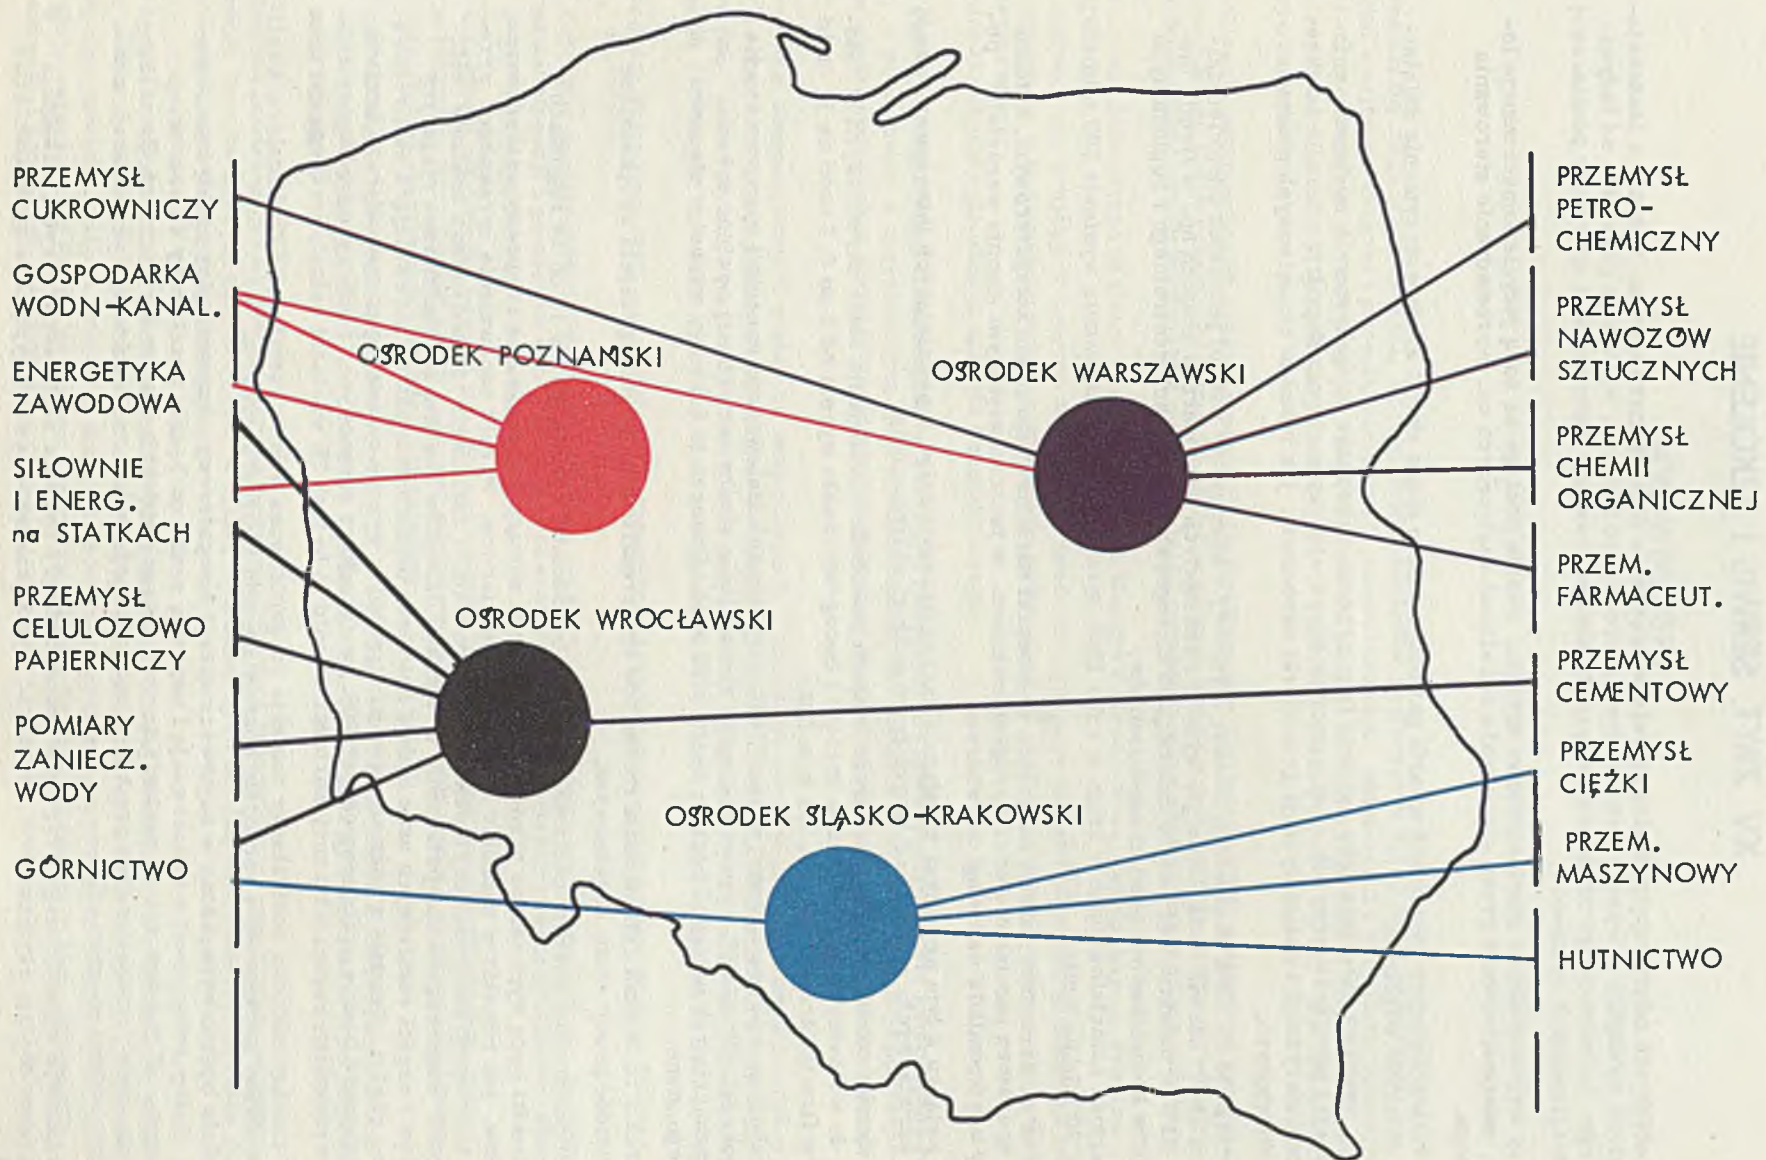 PRZEMYSŁ
CUKROWNICZY
GOSPODARKA
WODN-KANAL.
ENERGETYKA
ZAWODOWA
SIŁOWNIE
I ENERG.
na STATKACH
PRZEMYSŁ
CELULOZOWO
PAPIERNICZY
POMIARY
ZANIECZ.
WODY
GÓRNICTWO
OŚRODEK POZNAŃSKI
OŚRODEK WARSZAWSKI
OŚRODEK WROCŁAWSKI
OŚRODEK ŚLĄSKO-KRAKOWSKI
PRZEMYSŁ
PETRO-
CHEMICZNY
PRZEMYSŁ
NAWOZÓW
SZTUCZNYCH
PRZEMYSŁ
CHEMII
ORGANICZNEJ
PRZEM.
FARMACEUT.
PRZEMYSŁ
CEMENTOWY
PRZEMYSŁ
CIĘŻKI
PRZEM.
MASZYNOWY
HUTNICTWO